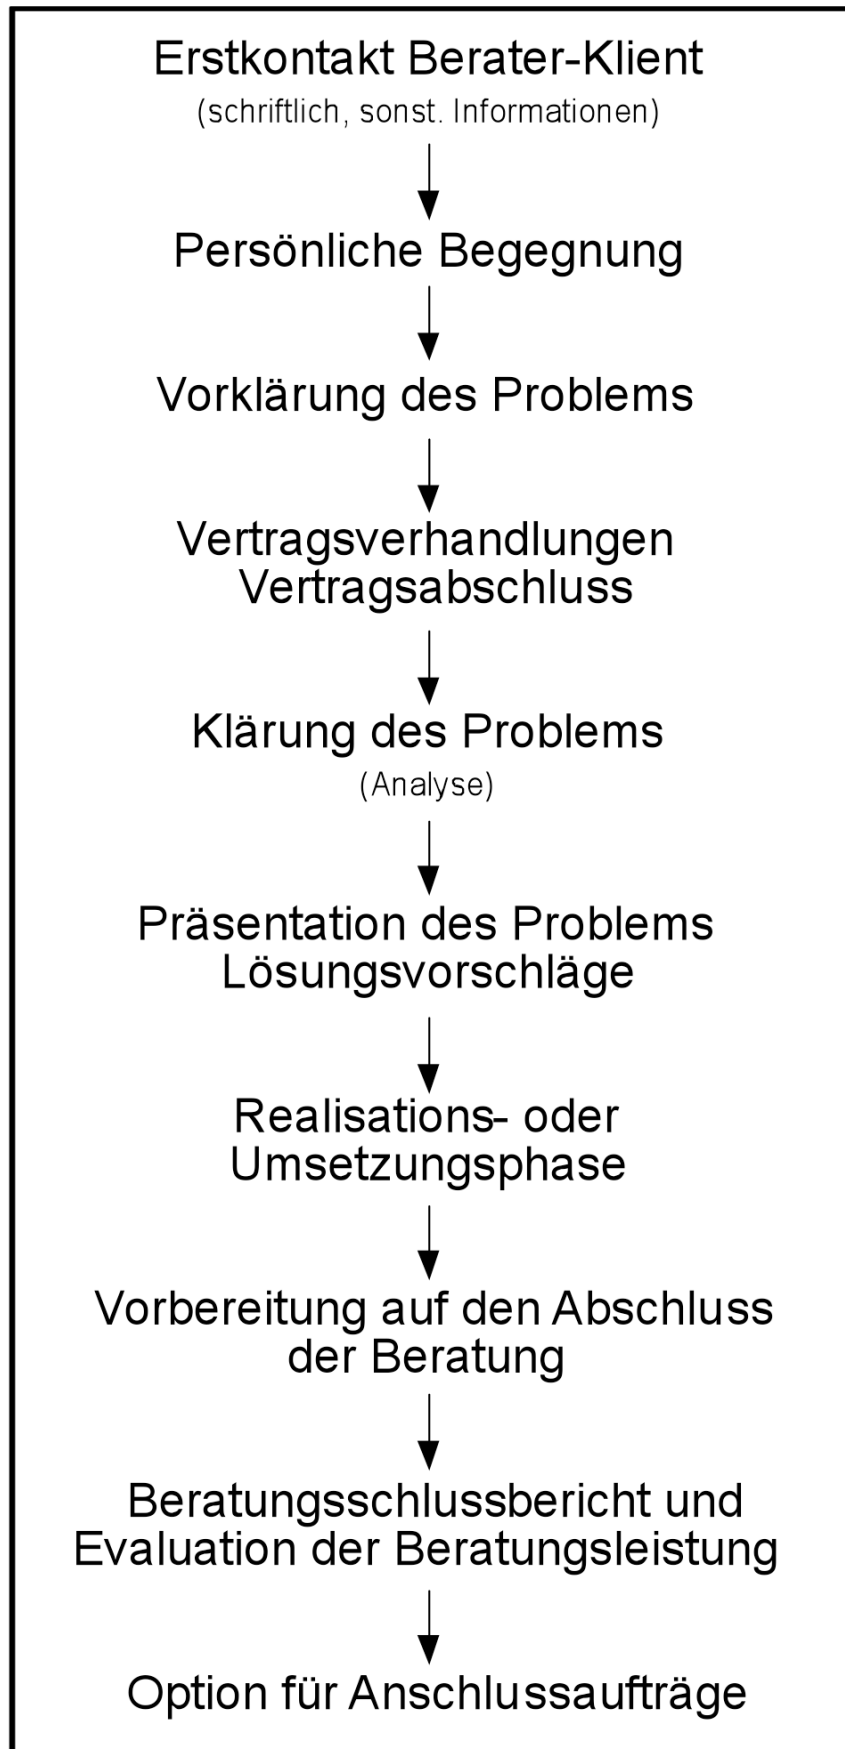 Erstkontakt Berater-Klient
(schriftlich, sonst. Informationen)
Persönliche Begegnung
Vorklärung des Problems
Vertragsverhandlungen
Vertragsabschluss
Klärung des Problems
(Analyse)
Präsentation des Problems
Lösungsvorschläge
Realisations- oder
Umsetzungsphase
Vorbereitung auf den Abschluss
der Beratung
Beratungsschlussbericht und
Evaluation der Beratungsleistung
Option für Anschlussaufträge